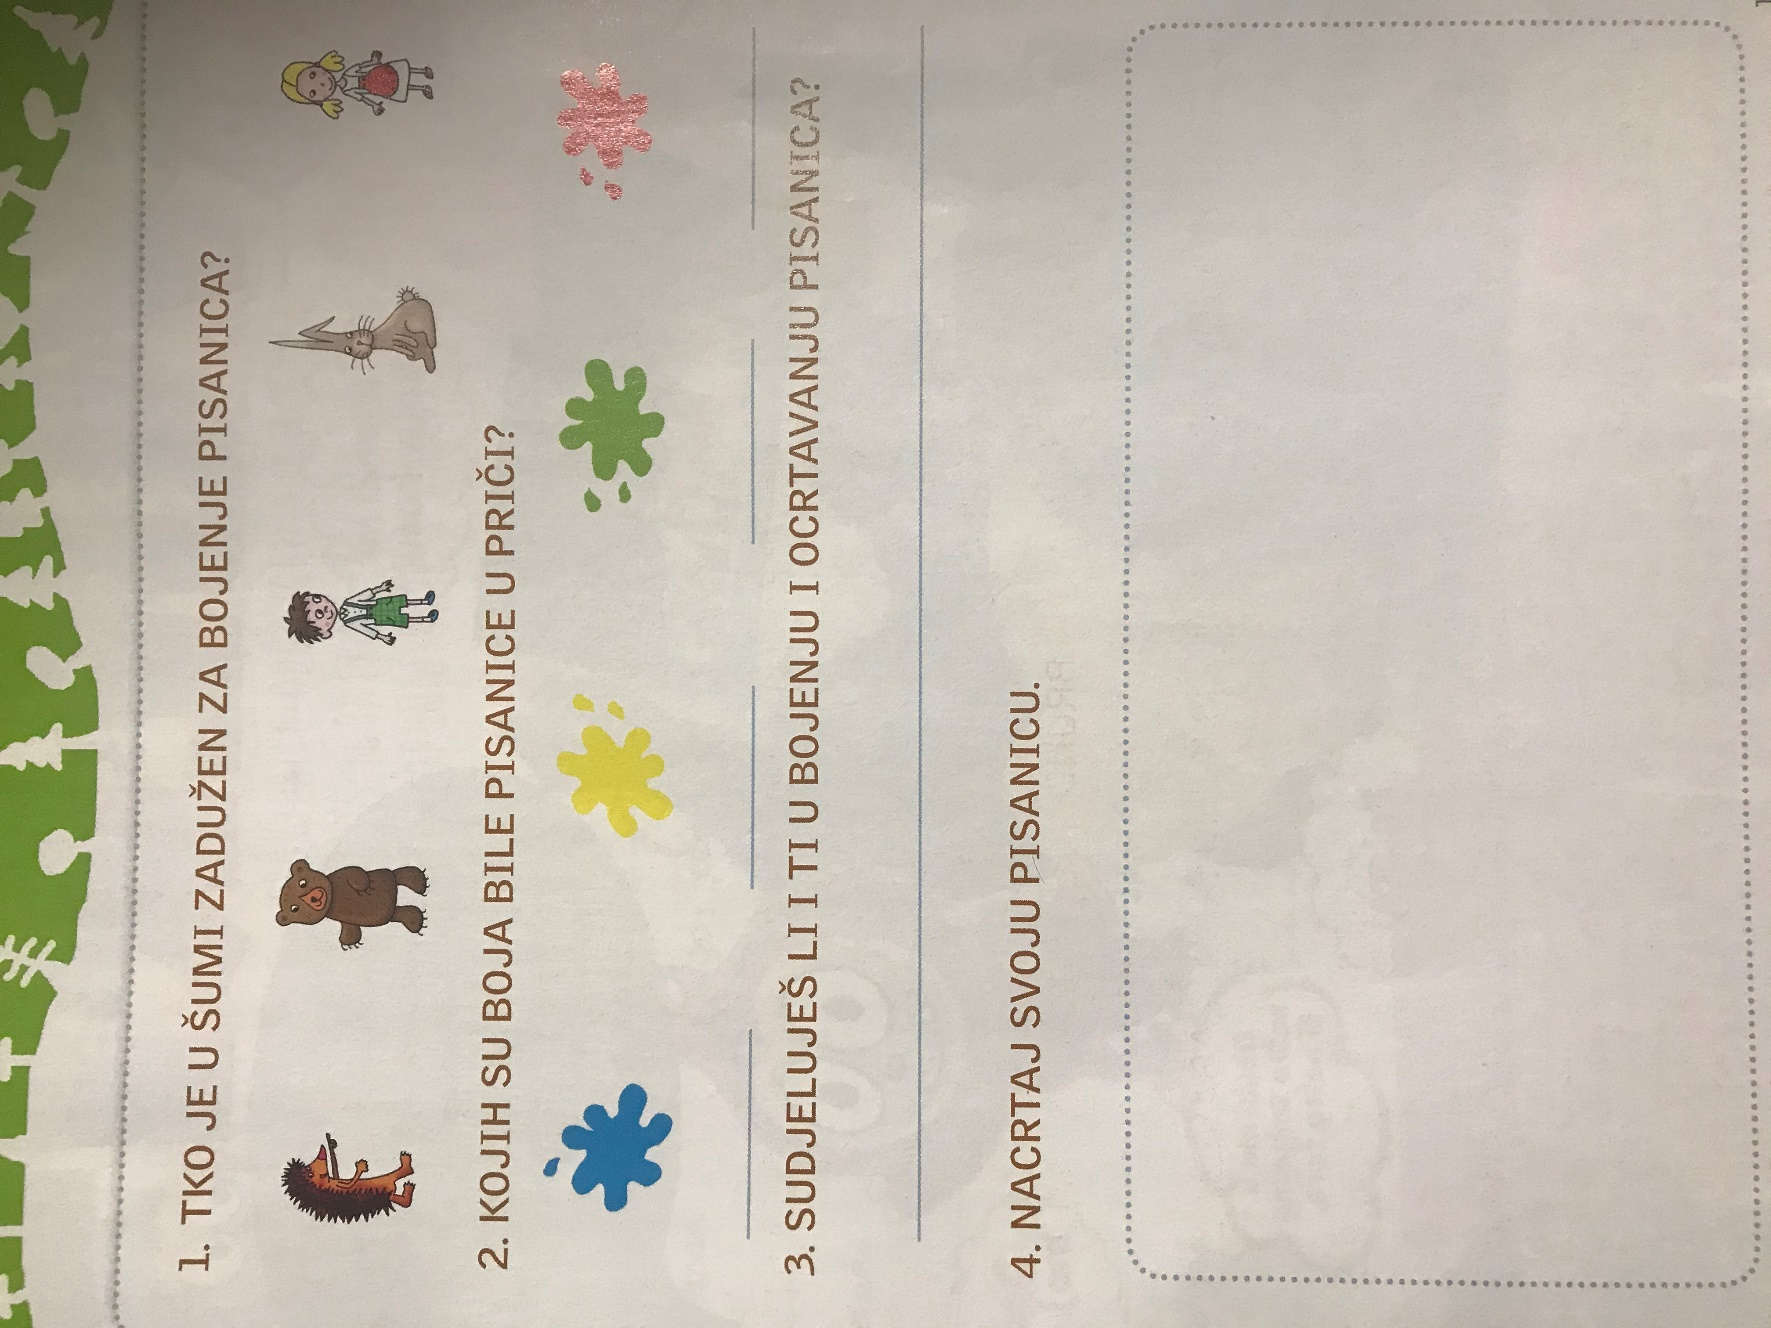 1. TKO JE U ŠUMI ZADUŽEN ZA BOJENJE PISANICA?
2. KOJIH SU BOJA BILE PISANICE U PRIČI?
3. SUDJELUJEŠ LI I TI U BOJENJU I OCRTAVANJU PISANICA?
4. NACRTAJ SVOJU PISANICU.